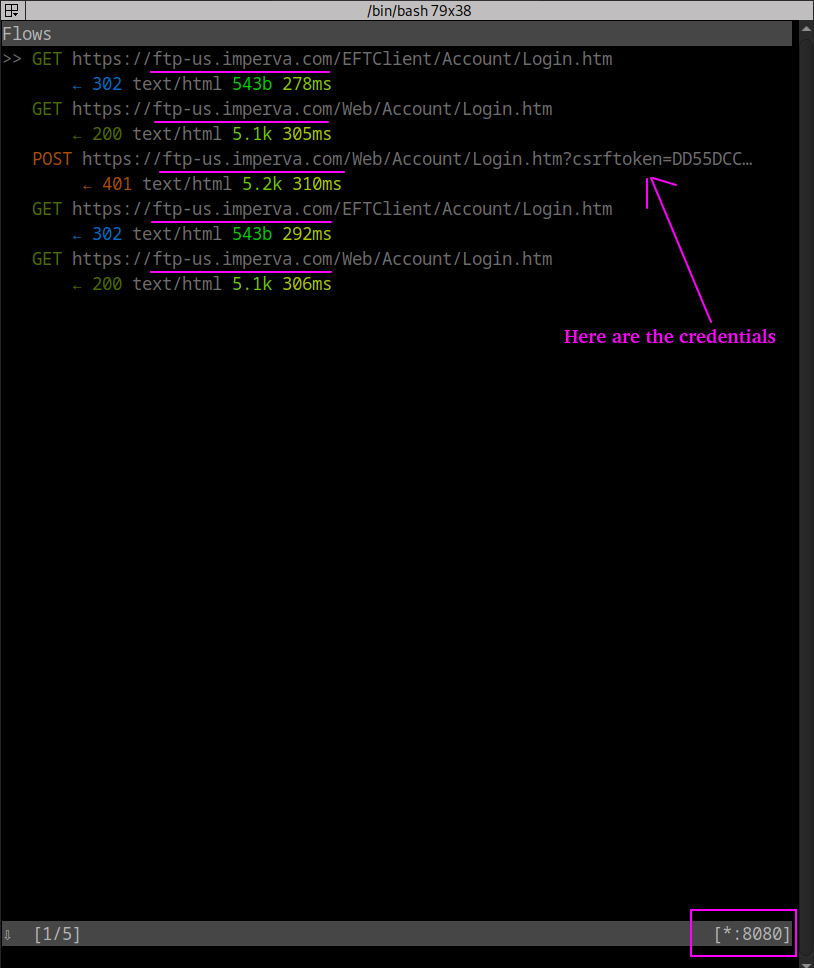 /bin/bash 79x38
Flows
>> GET https://ftp-us.imperva.com/EFTClient/Account/Login.htm
← 302 text/html 543b 278ms
GET https://ftp-us.imperva.com/Web/Account/Login.htm
← 200 text/html 5.1k 305ms
POST https://ftp-us.imperva.com/Web/Account/Login.htm?csrftoken=DD55DCC…
← 401 text/html 5.2k 310ms
GET https://ftp-us.imperva.com/EFTClient/Account/Login.htm
← 302 text/html 543b 292ms
GET https://ftp-us.imperva.com/Web/Account/Login.htm
← 200 text/html 5.1k 306ms
Here are the credentials
⇩ [1/5] [*:8080]